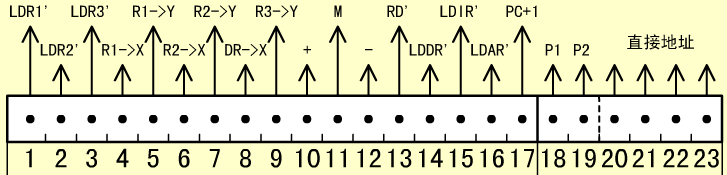 LDR1' LDR3' R1->Y R2->Y R3->Y M RD' LDIR' PC+1
LDR2' R1->X R2->X DR->X + - LDDR' LDAR' P1 P2 直接地址
1 2 3 4 5 6 7 8 9 10 11 12 13 14 15 16 17 18 19 20 21 22 23